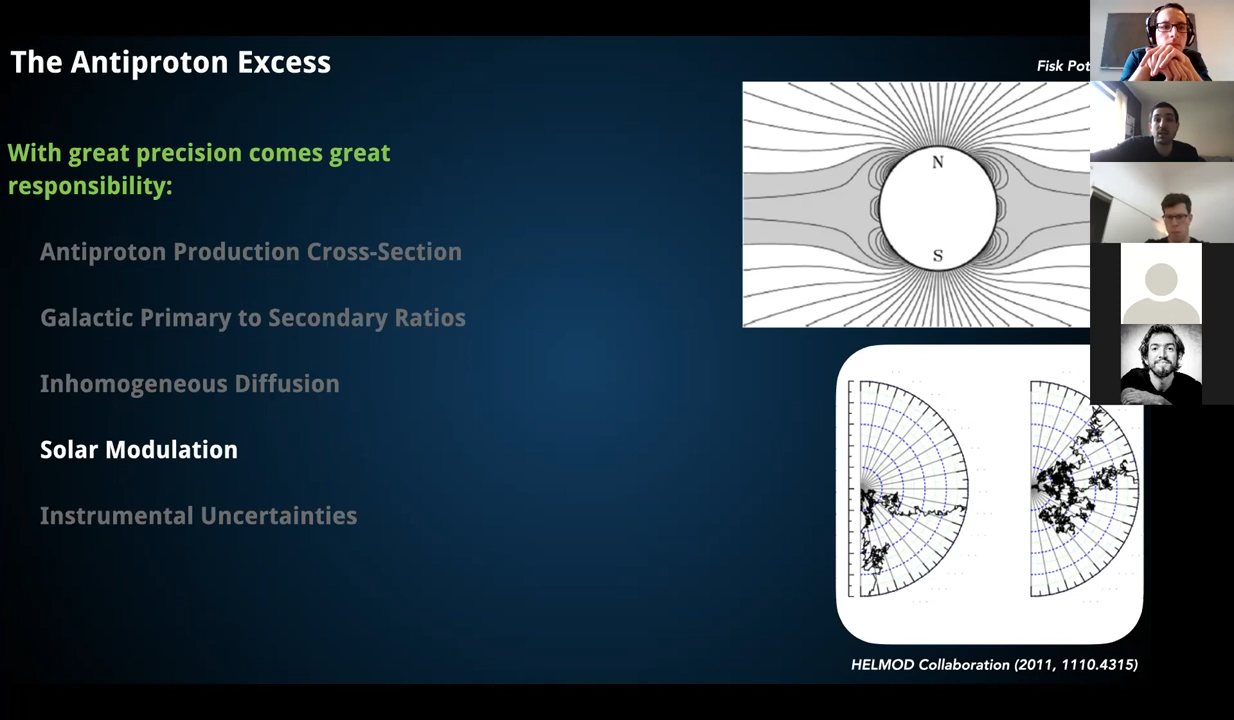 The Antiproton Excess
Fisk
With great precision comes great
responsibility:
N
S
Antiproton Production Cross-Section
Galactic Primary to Secondary Ratios
Inhomogeneous Diffusion
Solar Modulation
Instrumental Uncertainties
HELMOD Collaboration (2011, 1110.4315)